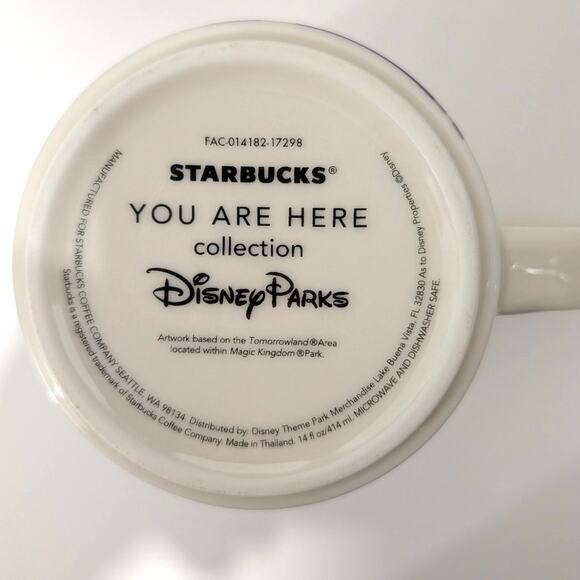 FAC-014182-17298
STARBUCKS®
YOU ARE HERE
collection
Disney Parks
Artwork based on the Tomorrowland® Area
located within Magic Kingdom® Park.
MANUFACTURED FOR STARBUCKS COFFEE COMPANY SEATTLE, WA 98134. Distributed by: Disney Theme Park Merchandise Lake Buena Vista, FL 32830 As to Disney Properties ©Disney
Starbucks is a registered trademark of Starbucks Coffee Company. Made in Thailand. 14 fl oz/414 ml. MICROWAVE AND DISHWASHER SAFE.